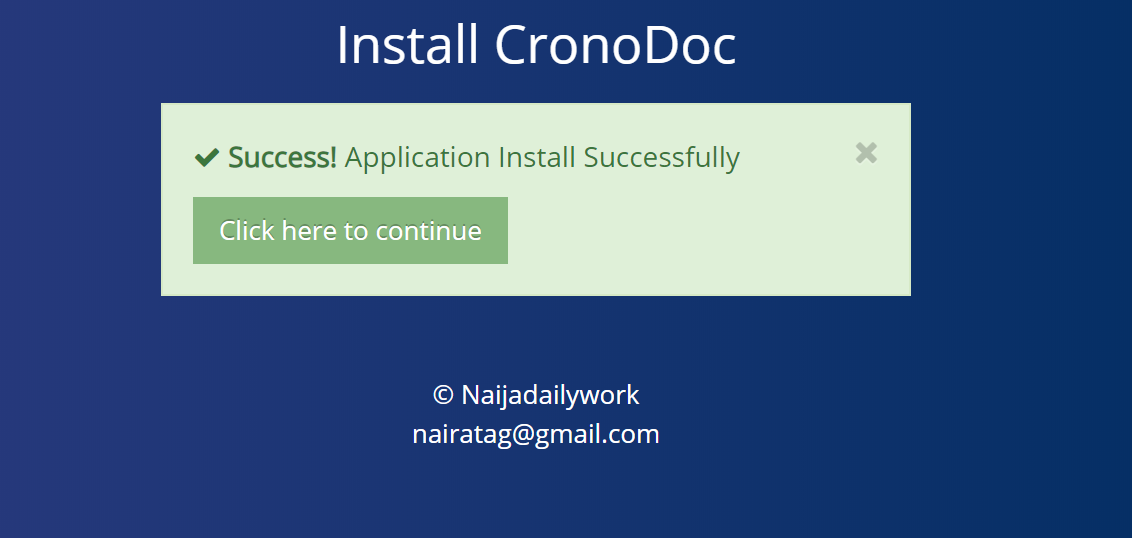 Install CronoDoc
Success! Application Install Successfully
Click here to continue
© Naijadailywork
nairatag@gmail.com